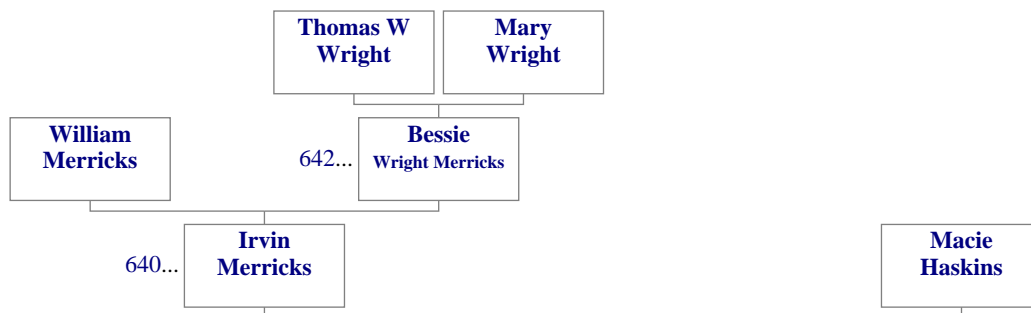 Thomas W
Wright
Mary
Wright
William
Merricks
642...
Bessie
Wright Merricks
640...
Irvin
Merricks
Macie
Haskins